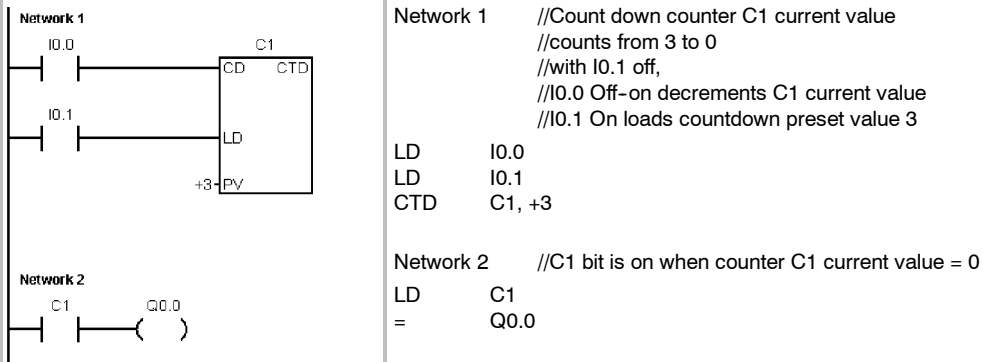 Network 1
I0.0
C1
CD CTD
I0.1
LD
+3 PV
Network 2
C1 Q0.0
( )
Network 1 //Count down counter C1 current value
//counts from 3 to 0
//with I0.1 off,
//I0.0 Off-on decrements C1 current value
//I0.1 On loads countdown preset value 3
LD I0.0
LD I0.1
CTD C1, +3
Network 2 //C1 bit is on when counter C1 current value = 0
LD C1
= Q0.0